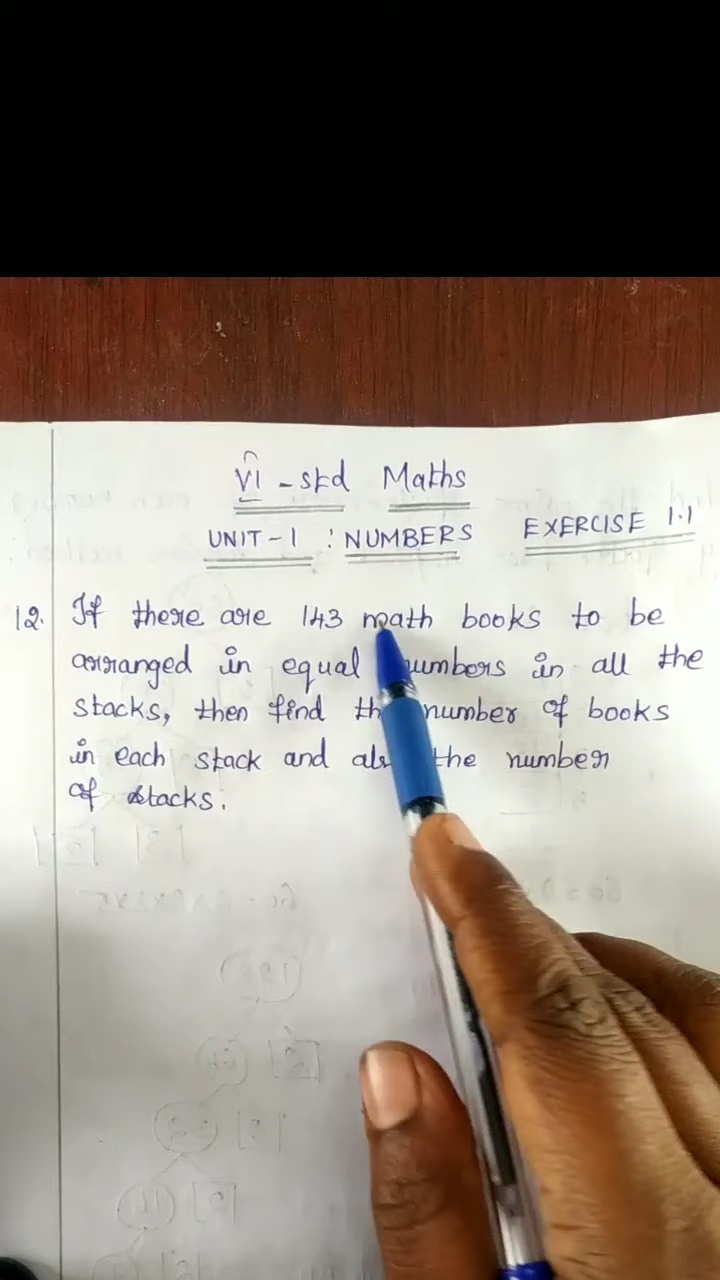 VI - std Maths
UNIT - 1 : NUMBERS EXERCISE 1.1
12. If there are 143 math books to be
arranged in equal numbers in all the
stacks, then find the number of books
in each stack and also the number
of stacks.